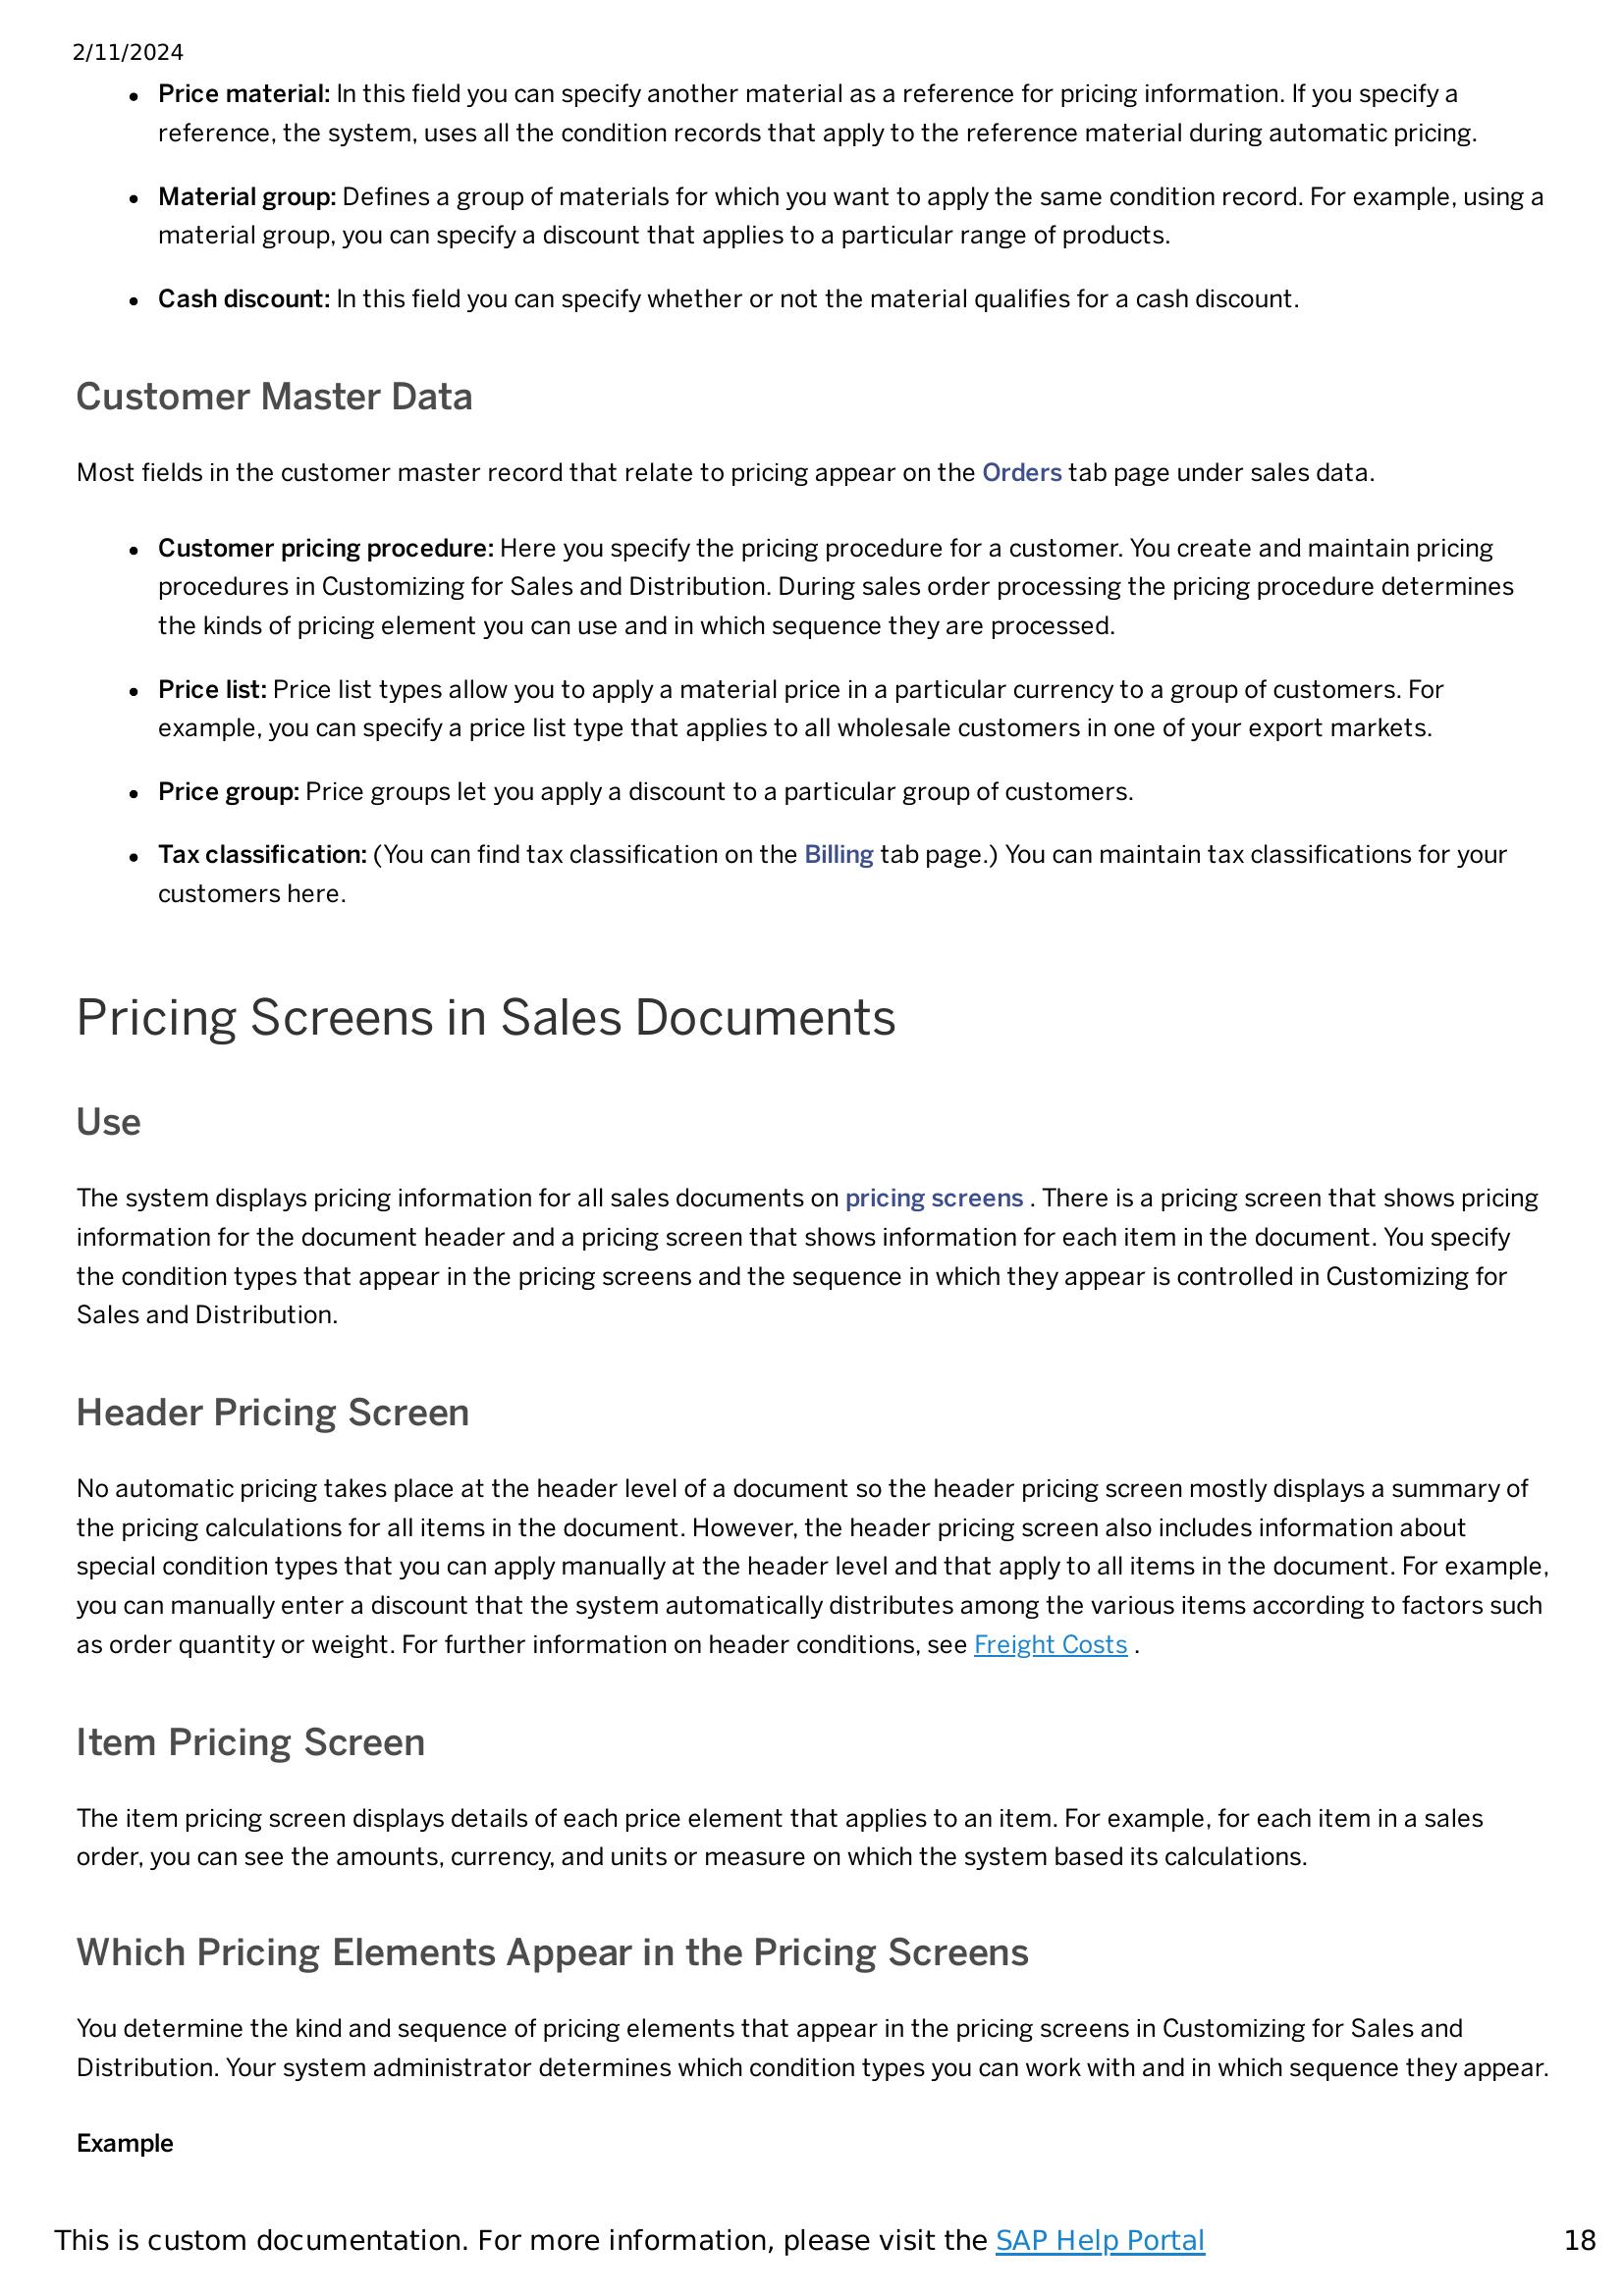 2/11/2024
• Price material: In this field you can specify another material as a reference for pricing information. If you specify a
reference, the system, uses all the condition records that apply to the reference material during automatic pricing.
• Material group: Defines a group of materials for which you want to apply the same condition record. For example, using a
material group, you can specify a discount that applies to a particular range of products.
• Cash discount: In this field you can specify whether or not the material qualifies for a cash discount.
Customer Master Data
Most fields in the customer master record that relate to pricing appear on the Orders tab page under sales data.
• Customer pricing procedure: Here you specify the pricing procedure for a customer. You create and maintain pricing
procedures in Customizing for Sales and Distribution. During sales order processing the pricing procedure determines
the kinds of pricing element you can use and in which sequence they are processed.
• Price list: Price list types allow you to apply a material price in a particular currency to a group of customers. For
example, you can specify a price list type that applies to all wholesale customers in one of your export markets.
• Price group: Price groups let you apply a discount to a particular group of customers.
• Tax classification: (You can find tax classification on the Billing tab page.) You can maintain tax classifications for your
customers here.
Pricing Screens in Sales Documents
Use
The system displays pricing information for all sales documents on pricing screens . There is a pricing screen that shows pricing
information for the document header and a pricing screen that shows information for each item in the document. You specify
the condition types that appear in the pricing screens and the sequence in which they appear is controlled in Customizing for
Sales and Distribution.
Header Pricing Screen
No automatic pricing takes place at the header level of a document so the header pricing screen mostly displays a summary of
the pricing calculations for all items in the document. However, the header pricing screen also includes information about
special condition types that you can apply manually at the header level and that apply to all items in the document. For example,
you can manually enter a discount that the system automatically distributes among the various items according to factors such
as order quantity or weight. For further information on header conditions, see Freight Costs .
Item Pricing Screen
The item pricing screen displays details of each price element that applies to an item. For example, for each item in a sales
order, you can see the amounts, currency, and units or measure on which the system based its calculations.
Which Pricing Elements Appear in the Pricing Screens
You determine the kind and sequence of pricing elements that appear in the pricing screens in Customizing for Sales and
Distribution. Your system administrator determines which condition types you can work with and in which sequence they appear.
Example
This is custom documentation. For more information, please visit the SAP Help Portal 18